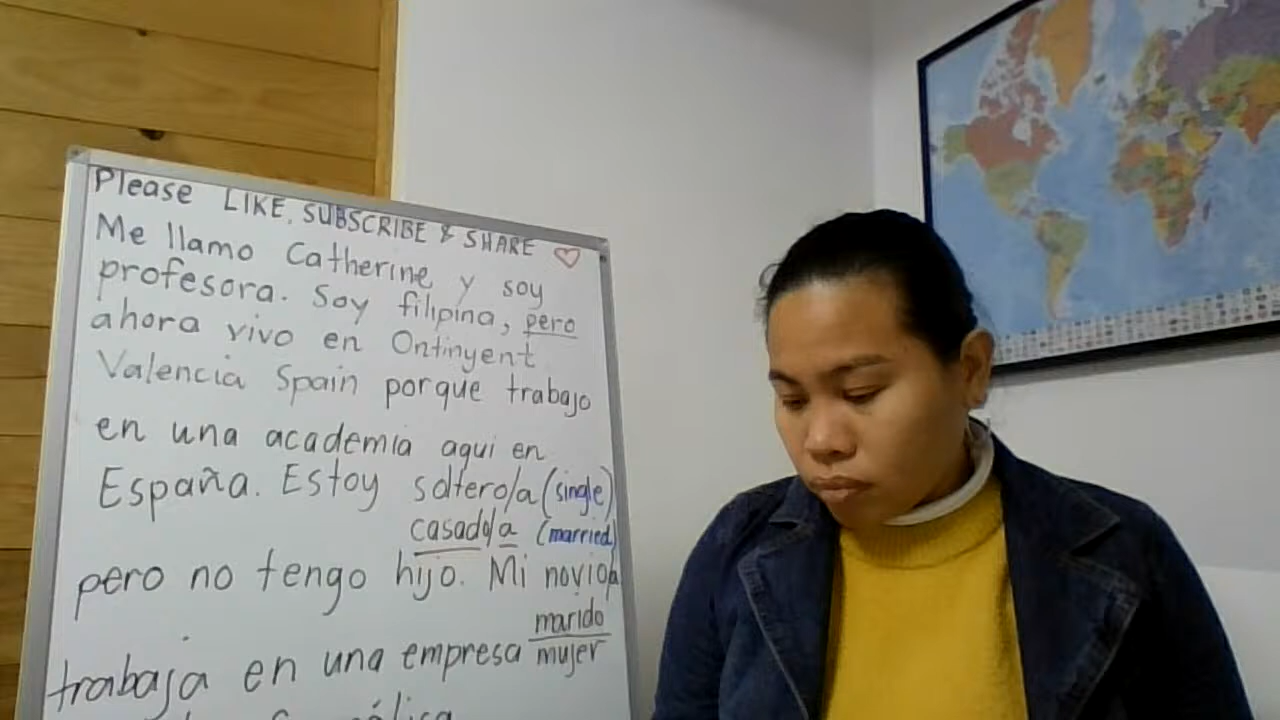 Please LIKE, SUBSCRIBE & SHARE ♡
Me llamo Catherine y soy
profesora. Soy filipina, pero
ahora vivo en Ontinyent
Valencia Spain porque trabajo
en una academia aqui en
España. Estoy soltero/a (single)
casado/a (married)
pero no tengo hijo. Mi novio/a
marido
trabaja en una empresa mujer